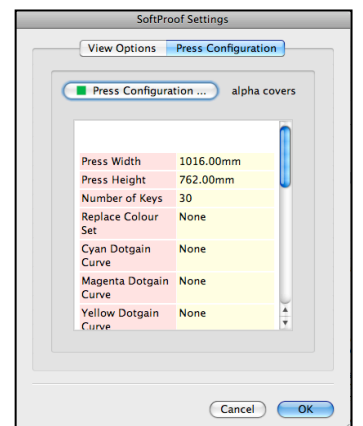 SoftProof Settings
View Options Press Configuration
Press Configuration ... alpha covers
Press Width 1016.00mm
Press Height 762.00mm
Number of Keys 30
Replace Colour None
Set
Cyan Dotgain None
Curve
Magenta Dotgain None
Curve
Yellow Dotgain None
Curve
Cancel OK